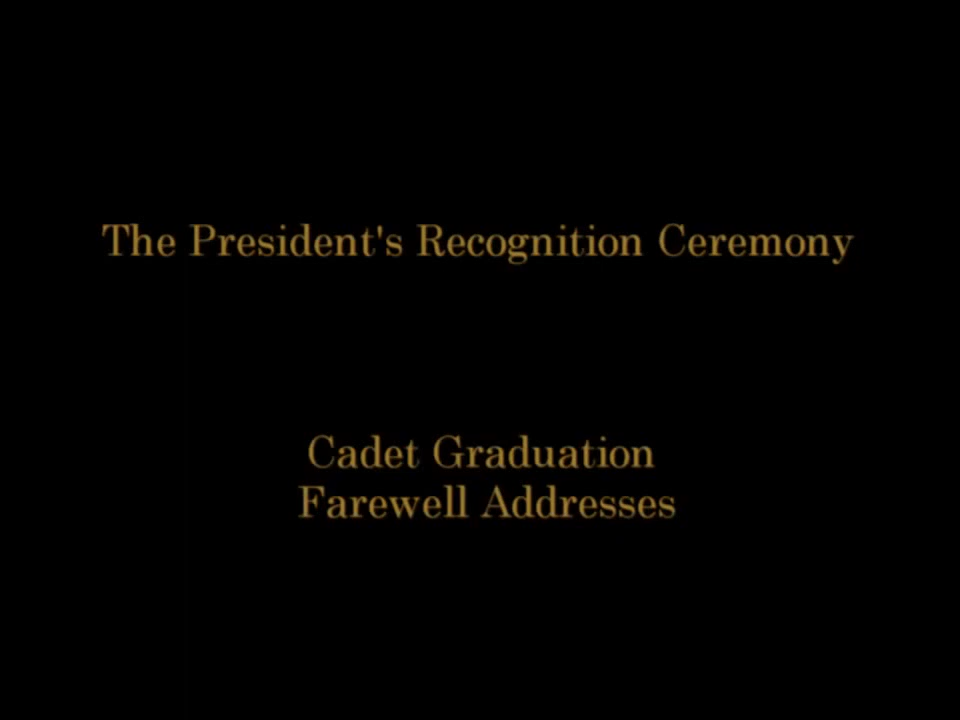 The President's Recognition Ceremony
Cadet Graduation
Farewell Addresses